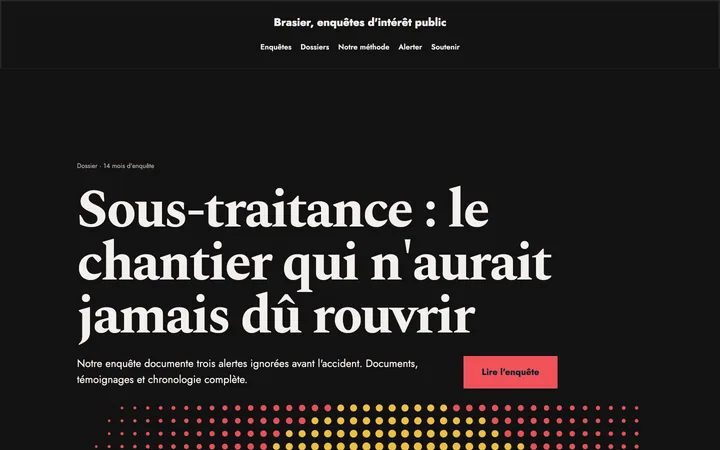 Brasier, enquêtes d'intérêt public
Enquêtes Dossiers Notre méthode Alerter Soutenir
Dossier · 14 mois d'enquête
Sous-traitance : le
chantier qui n'aurait
jamais dû rouvrir
Notre enquête documente trois alertes ignorées avant l'accident. Documents,
témoignages et chronologie complète.
Lire l'enquête